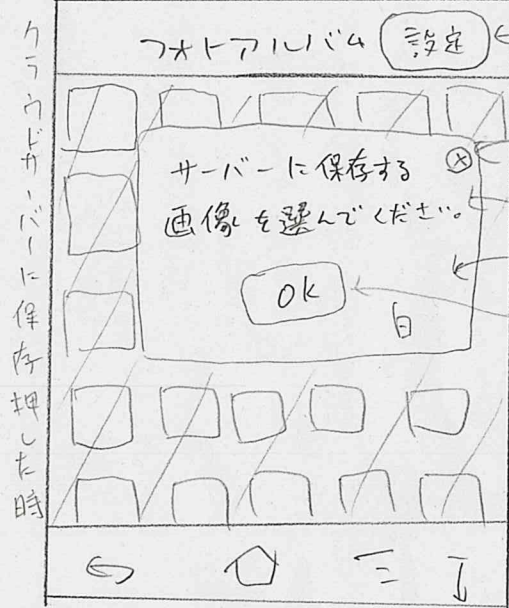 クラウドサーバーに保存押した時
フォトアルバム 設定
サーバーに保存する
画像を選んでください。
OK
白